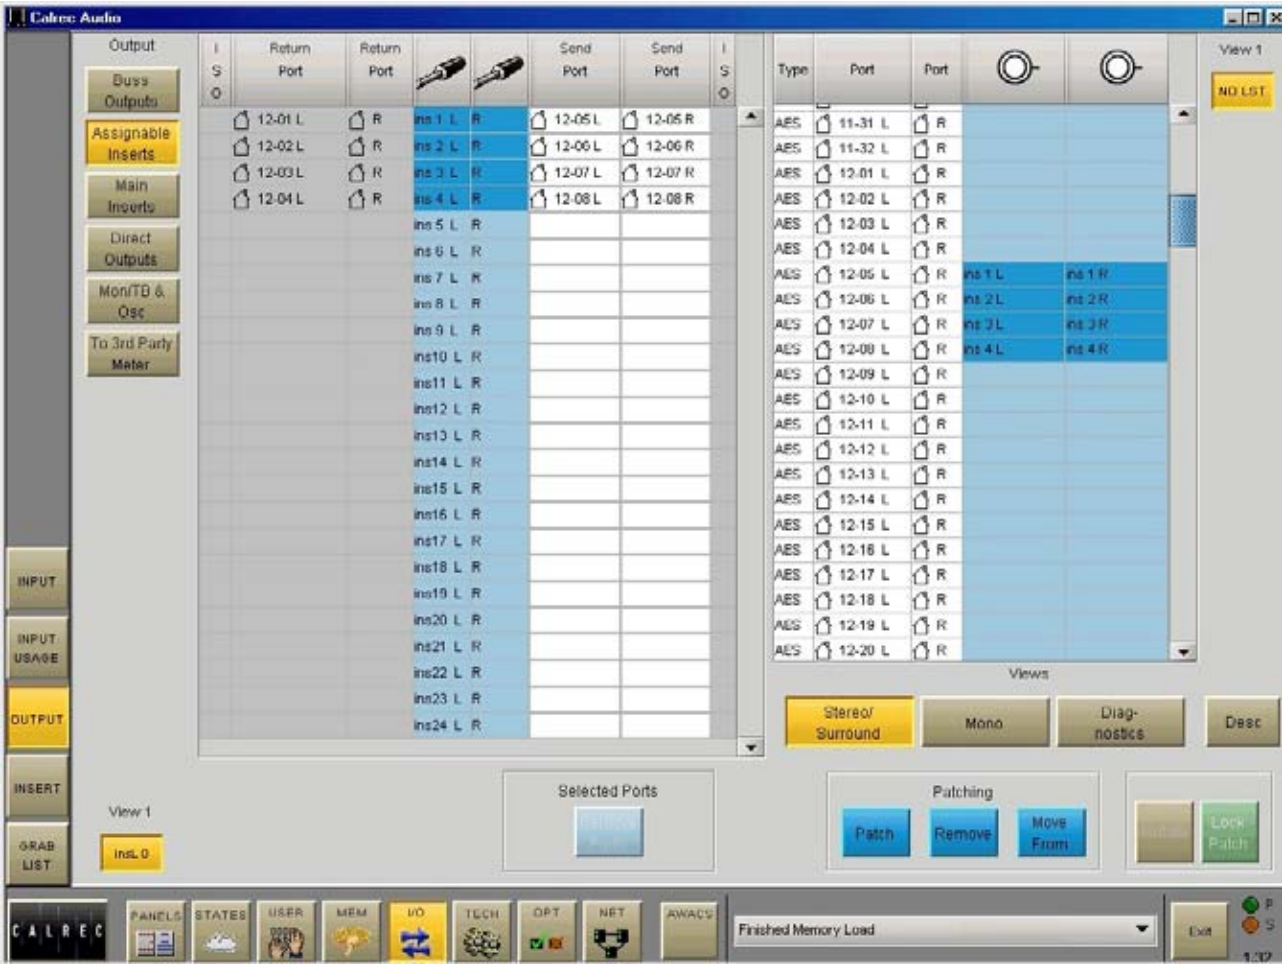 Calrec Audio
Output
Buss Outputs
Assignable Inserts
Main Inserts
Direct Outputs
Mon/TB & Osc
To 3rd Party Meter
INPUT
INPUT USAGE
OUTPUT
INSERT
GRAB LIST
View 1
insL 0
I S O Return Port Return Port Send Port Send Port I S O
12-01 L R ins 1 L R 12-05 L 12-05 R
12-02 L R ins 2 L R 12-06 L 12-06 R
12-03 L R ins 3 L R 12-07 L 12-07 R
12-04 L R ins 4 L R 12-08 L 12-08 R
ins 5 L R
ins 6 L R
ins 7 L R
ins 8 L R
ins 9 L R
ins10 L R
ins11 L R
ins12 L R
ins13 L R
ins14 L R
ins15 L R
ins16 L R
ins17 L R
ins18 L R
ins19 L R
ins20 L R
ins21 L R
ins22 L R
ins23 L R
ins24 L R
Type Port Port
AES 11-31 L R
AES 11-32 L R
AES 12-01 L R
AES 12-02 L R
AES 12-03 L R
AES 12-04 L R
AES 12-05 L R ins 1 L ins 1 R
AES 12-06 L R ins 2 L ins 2 R
AES 12-07 L R ins 3 L ins 3 R
AES 12-08 L R ins 4 L ins 4 R
AES 12-09 L R
AES 12-10 L R
AES 12-11 L R
AES 12-12 L R
AES 12-13 L R
AES 12-14 L R
AES 12-15 L R
AES 12-16 L R
AES 12-17 L R
AES 12-18 L R
AES 12-19 L R
AES 12-20 L R
View 1
NO LST
Views
Stereo/ Surround
Mono
Diag- nostics
Desc
Selected Ports
Patching
Patch
Remove
Move From
Lock Patch
CALREC
PANELS
STATES
USER
MEM
I/O
TECH
OPT
NET
AWACS
Finished Memory Load
Exit
P
S
1:32